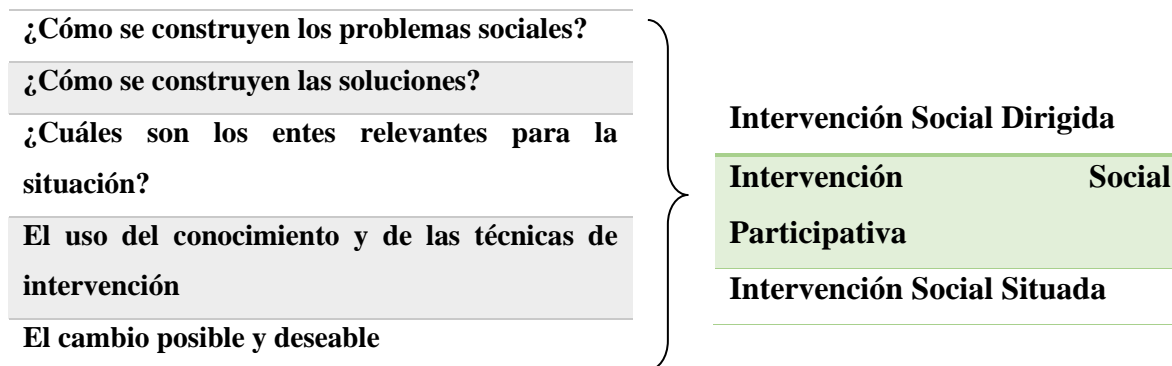 ¿Cómo se construyen los problemas sociales?
¿Cómo se construyen las soluciones?
¿Cuáles son los entes relevantes para la
situación?
El uso del conocimiento y de las técnicas de
intervención
El cambio posible y deseable
Intervención Social Dirigida
Intervención Social
Participativa
Intervención Social Situada